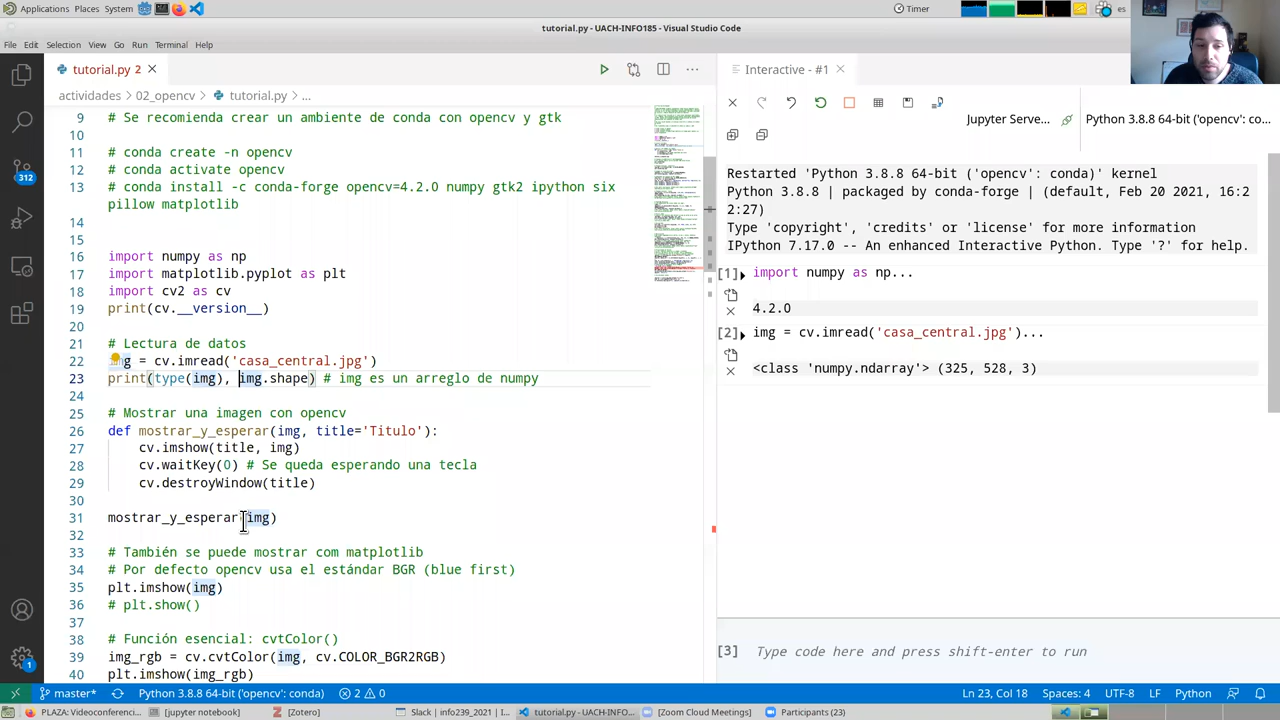 Applications Places System
Timer
es
tutorial.py - UACH-INFO185 - Visual Studio Code
File Edit Selection View Go Run Terminal Help
tutorial.py 2
Interactive - #1
actividades 02_opencv tutorial.py ...
9 # Se recomienda crear un ambiente de conda con opencv y gtk
10
11 # conda create -n opencv
12 # conda activate opencv
13 # conda install -c conda-forge opencv=4.2.0 numpy gtk2 ipython six
pillow matplotlib
14
15
16 import numpy as np
17 import matplotlib.pyplot as plt
18 import cv2 as cv
19 print(cv.__version__)
20
21 # Lectura de datos
22 img = cv.imread('casa_central.jpg')
23 print(type(img), img.shape) # img es un arreglo de numpy
24
25 # Mostrar una imagen con opencv
26 def mostrar_y_esperar(img, title='Titulo'):
27 cv.imshow(title, img)
28 cv.waitKey(0) # Se queda esperando una tecla
29 cv.destroyWindow(title)
30
31 mostrar_y_esperar(img)
32
33 # También se puede mostrar com matplotlib
34 # Por defecto opencv usa el estándar BGR (blue first)
35 plt.imshow(img)
36 # plt.show()
37
38 # Función esencial: cvtColor()
39 img_rgb = cv.cvtColor(img, cv.COLOR_BGR2RGB)
40 plt.imshow(img_rgb)
312
1
Jupyter Serve... Python 3.8.8 64-bit ('opencv': co...
Restarted 'Python 3.8.8 64-bit ('opencv': conda)' kernel
Python 3.8.8 | packaged by conda-forge | (default, Feb 20 2021, 16:2
2:27)
Type 'copyright', 'credits' or 'license' for more information
IPython 7.17.0 -- An enhanced Interactive Python. Type '?' for help.
[1] import numpy as np...
4.2.0
[2] img = cv.imread('casa_central.jpg')...
<class 'numpy.ndarray'> (325, 528, 3)
[3] Type code here and press shift-enter to run
master* Python 3.8.8 64-bit ('opencv': conda) 2 0
Ln 23, Col 18 Spaces: 4 UTF-8 LF Python
PLAZA: Videoconferenci... [jupyter notebook] [Zotero] Slack | info239_2021 | I... tutorial.py - UACH-INFO... [Zoom Cloud Meetings] Participants (23)